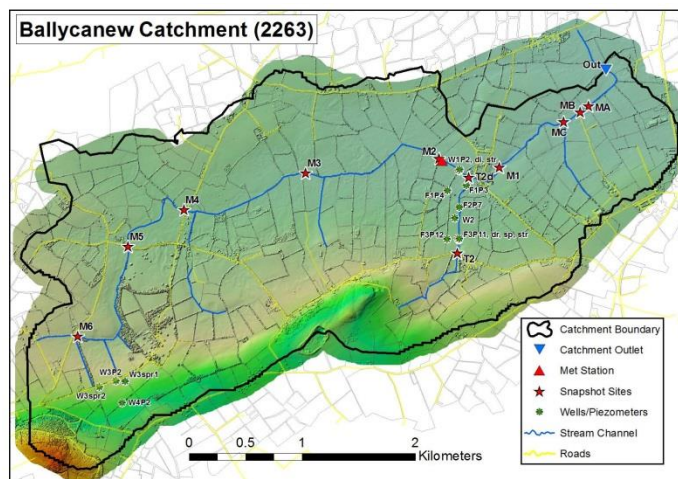 Ballycanew Catchment (2263)
Out
MB
MA
MC
M2
W1P2, di, str
M3
T2d
M1
F1P3
F1P4
M4
F2P7
W2
M5
F3P12
F3P11, dr, sp, str
T2
M6
W3P2
W3spr1
W3spr2
W4P2
0 0.5 1 2
Kilometers
Catchment Boundary
Catchment Outlet
Met Station
Snapshot Sites
Wells/Piezometers
Stream Channel
Roads